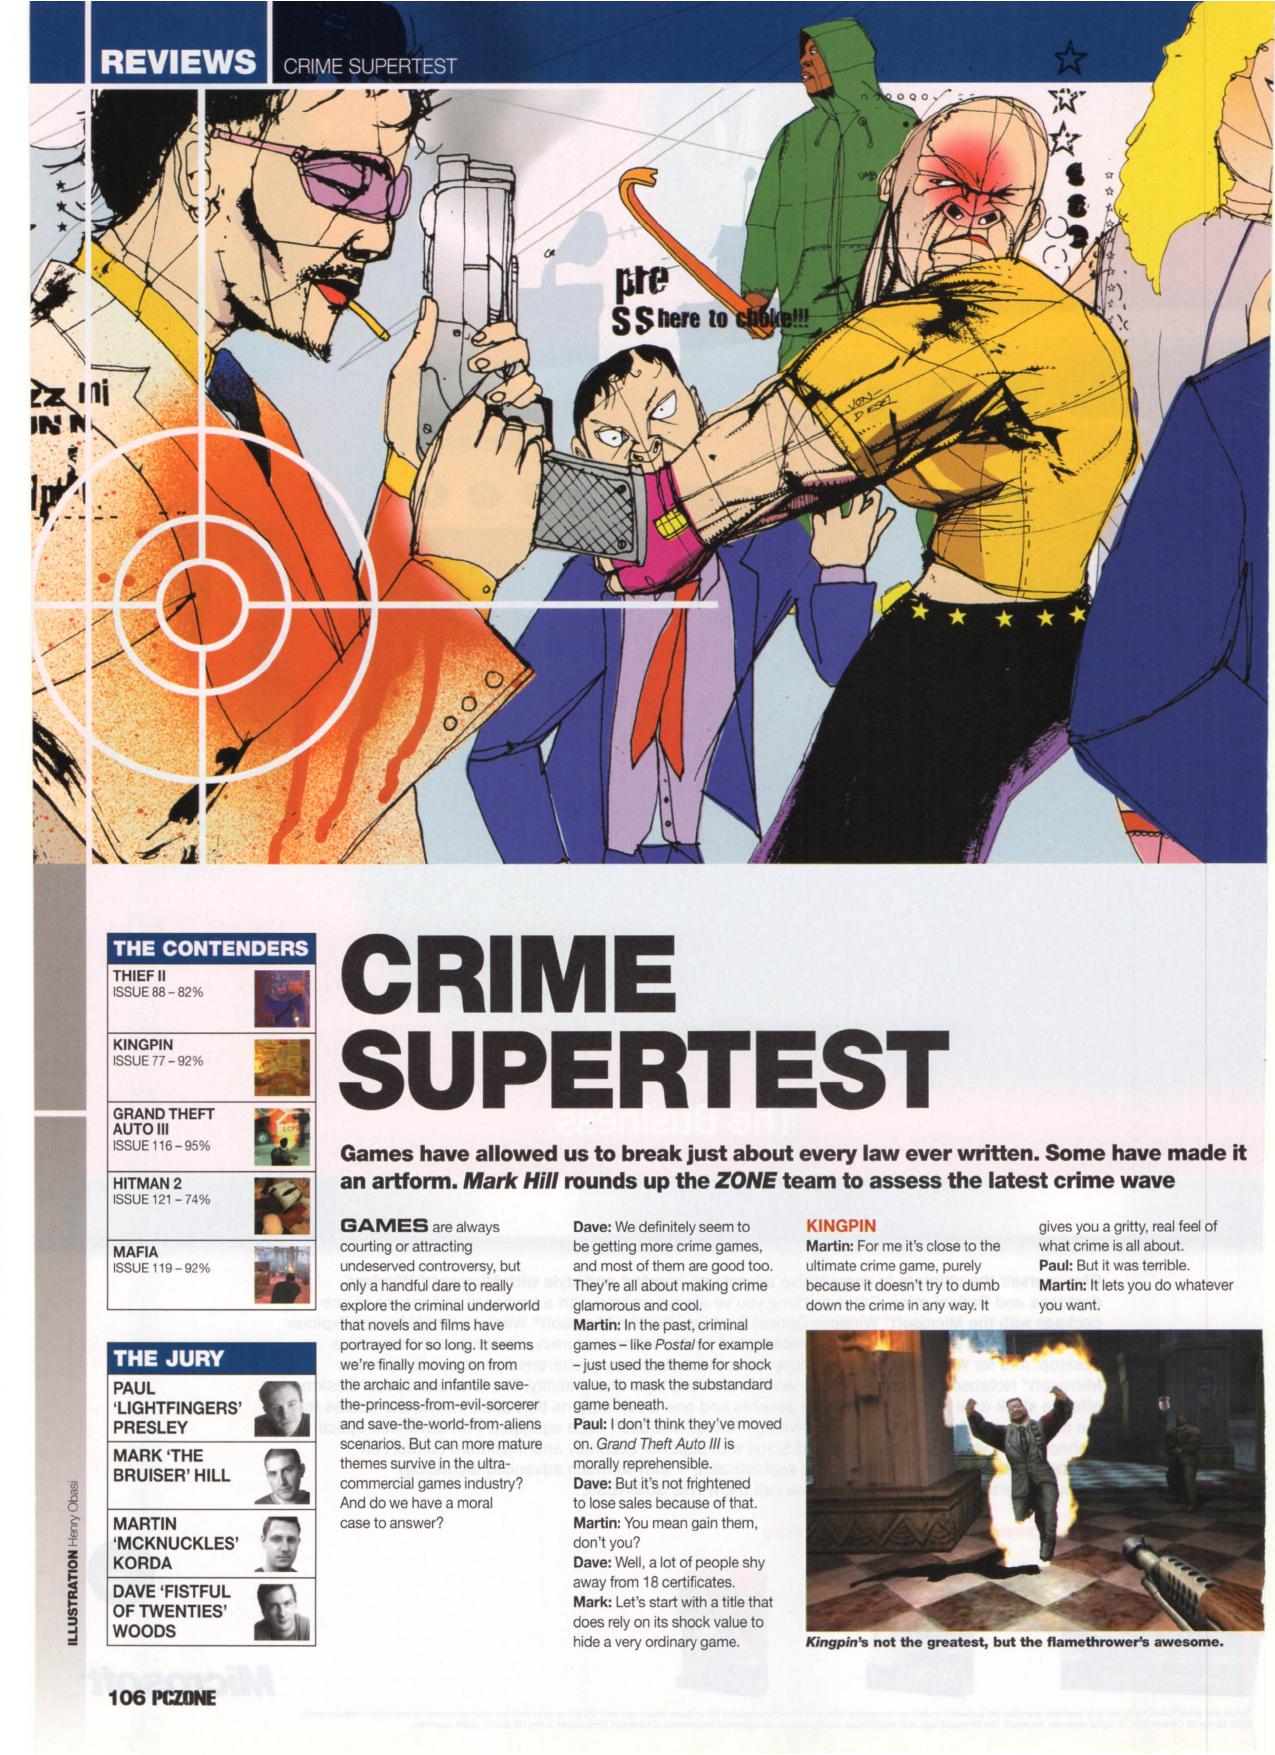 REVIEWS
CRIME SUPERTEST
pre
SS here to choke!!!
VON
DIESEL
zz mi
THE CONTENDERS
THIEF II
ISSUE 88 – 82%
KINGPIN
ISSUE 77 – 92%
GRAND THEFT
AUTO III
ISSUE 116 – 95%
HITMAN 2
ISSUE 121 – 74%
MAFIA
ISSUE 119 – 92%
THE JURY
PAUL
'LIGHTFINGERS'
PRESLEY
MARK 'THE
BRUISER' HILL
MARTIN
'MCKNUCKLES'
KORDA
DAVE 'FISTFUL
OF TWENTIES'
WOODS
ILLUSTRATION Henry Obasi
CRIME
SUPERTEST
Games have allowed us to break just about every law ever written. Some have made it
an artform. Mark Hill rounds up the ZONE team to assess the latest crime wave
GAMES are always
courting or attracting
undeserved controversy, but
only a handful dare to really
explore the criminal underworld
that novels and films have
portrayed for so long. It seems
we're finally moving on from
the archaic and infantile save-
the-princess-from-evil-sorcerer
and save-the-world-from-aliens
scenarios. But can more mature
themes survive in the ultra-
commercial games industry?
And do we have a moral
case to answer?
Dave: We definitely seem to
be getting more crime games,
and most of them are good too.
They're about making crime
glamorous and cool.
Martin: In the past, criminal
games – like Postal for example
– just used the theme for shock
value, to mask the substandard
game beneath.
Paul: I don't think they've moved
on. Grand Theft Auto III is
morally reprehensible.
Dave: But it's not frightened
to lose sales because of that.
Martin: You mean gain them,
don't you?
Dave: Well, a lot of people shy
away from 18 certificates.
Mark: Let's start with a title that
does rely on its shock value to
hide a very ordinary game.
KINGPIN
Martin: For me it's close to the
ultimate crime game, purely
because it doesn't try to dumb
down the crime in any way. It
gives you a gritty, real feel of
what crime is all about.
Paul: But it was terrible.
Martin: It lets you do whatever
you want.
Kingpin's not the greatest, but the flamethrower's awesome.
106 PCZONE